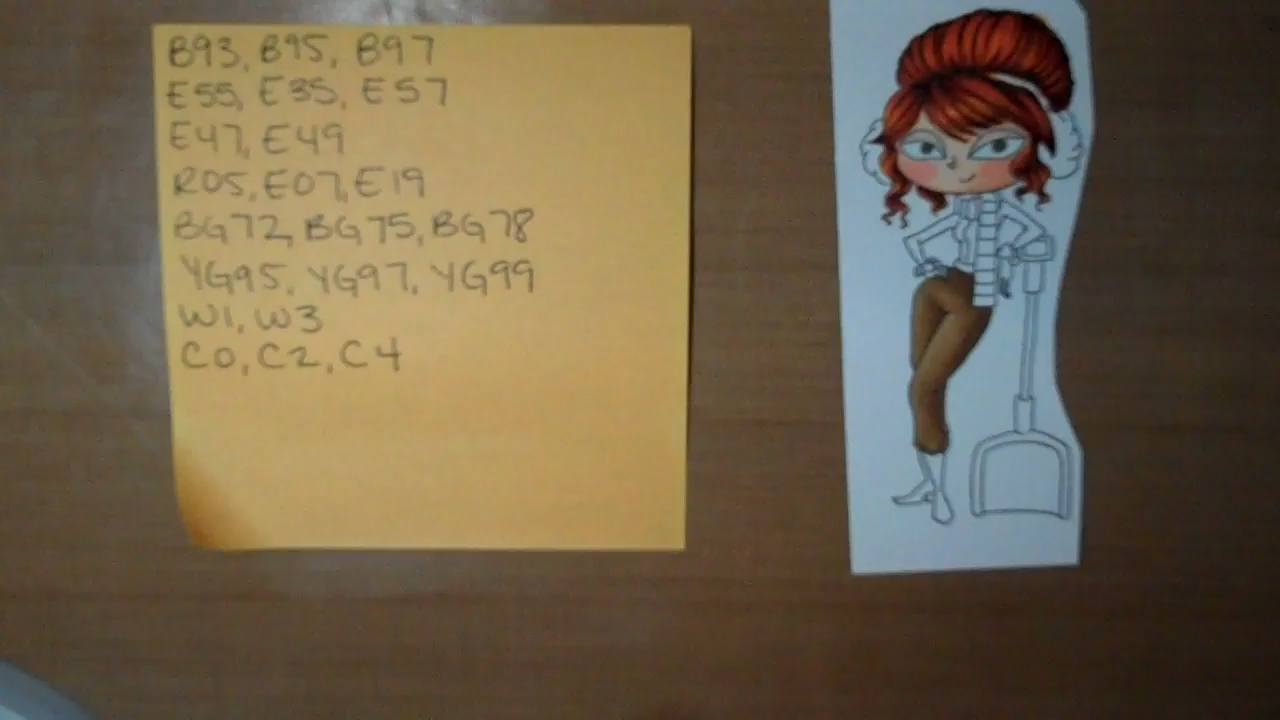 B93, B95, B97
E55, E35, E57
E47, E49
R05, E07, E19
BG72, BG75, BG78
YG95, YG97, YG99
W1, W3
C0, C2, C4